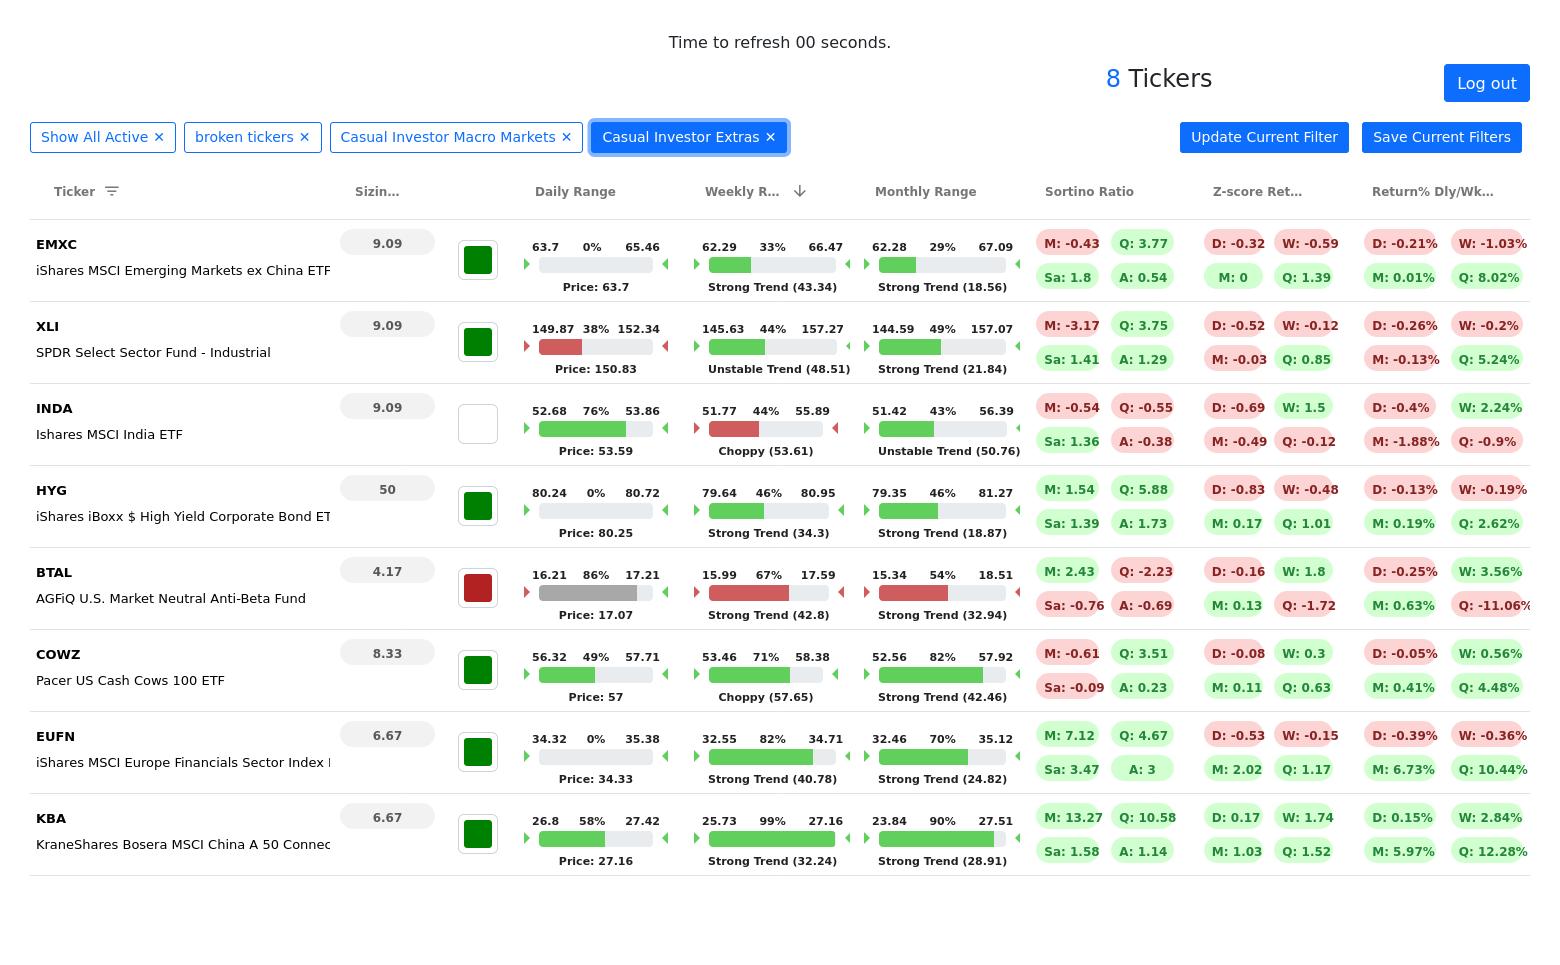 Time to refresh 00 seconds.
8 Tickers
Log out
Show All Active ✕ broken tickers ✕ Casual Investor Macro Markets ✕ Casual Investor Extras ✕ Update Current Filter Save Current Filters
Ticker Sizin… Daily Range Weekly R… Monthly Range Sortino Ratio Z-score Ret… Return% Dly/Wk…
EMXC 9.09 63.7 0% 65.46 62.29 33% 66.47 62.28 29% 67.09 M: -0.43 Q: 3.77 D: -0.32 W: -0.59 D: -0.21% W: -1.03%
iShares MSCI Emerging Markets ex China ETF Price: 63.7 Strong Trend (43.34) Strong Trend (18.56) Sa: 1.8 A: 0.54 M: 0 Q: 1.39 M: 0.01% Q: 8.02%
XLI 9.09 149.87 38% 152.34 145.63 44% 157.27 144.59 49% 157.07 M: -3.17 Q: 3.75 D: -0.52 W: -0.12 D: -0.26% W: -0.2%
SPDR Select Sector Fund - Industrial Price: 150.83 Unstable Trend (48.51) Strong Trend (21.84) Sa: 1.41 A: 1.29 M: -0.03 Q: 0.85 M: -0.13% Q: 5.24%
INDA 9.09 52.68 76% 53.86 51.77 44% 55.89 51.42 43% 56.39 M: -0.54 Q: -0.55 D: -0.69 W: 1.5 D: -0.4% W: 2.24%
Ishares MSCI India ETF Price: 53.59 Choppy (53.61) Unstable Trend (50.76) Sa: 1.36 A: -0.38 M: -0.49 Q: -0.12 M: -1.88% Q: -0.9%
HYG 50 80.24 0% 80.72 79.64 46% 80.95 79.35 46% 81.27 M: 1.54 Q: 5.88 D: -0.83 W: -0.48 D: -0.13% W: -0.19%
iShares iBoxx $ High Yield Corporate Bond ET Price: 80.25 Strong Trend (34.3) Strong Trend (18.87) Sa: 1.39 A: 1.73 M: 0.17 Q: 1.01 M: 0.19% Q: 2.62%
BTAL 4.17 16.21 86% 17.21 15.99 67% 17.59 15.34 54% 18.51 M: 2.43 Q: -2.23 D: -0.16 W: 1.8 D: -0.25% W: 3.56%
AGFiQ U.S. Market Neutral Anti-Beta Fund Price: 17.07 Strong Trend (42.8) Strong Trend (32.94) Sa: -0.76 A: -0.69 M: 0.13 Q: -1.72 M: 0.63% Q: -11.06%
COWZ 8.33 56.32 49% 57.71 53.46 71% 58.38 52.56 82% 57.92 M: -0.61 Q: 3.51 D: -0.08 W: 0.3 D: -0.05% W: 0.56%
Pacer US Cash Cows 100 ETF Price: 57 Choppy (57.65) Strong Trend (42.46) Sa: -0.09 A: 0.23 M: 0.11 Q: 0.63 M: 0.41% Q: 4.48%
EUFN 6.67 34.32 0% 35.38 32.55 82% 34.71 32.46 70% 35.12 M: 7.12 Q: 4.67 D: -0.53 W: -0.15 D: -0.39% W: -0.36%
iShares MSCI Europe Financials Sector Index Price: 34.33 Strong Trend (40.78) Strong Trend (24.82) Sa: 3.47 A: 3 M: 2.02 Q: 1.17 M: 6.73% Q: 10.44%
KBA 6.67 26.8 58% 27.42 25.73 99% 27.16 23.84 90% 27.51 M: 13.27 Q: 10.58 D: 0.17 W: 1.74 D: 0.15% W: 2.84%
KraneShares Bosera MSCI China A 50 Connec Price: 27.16 Strong Trend (32.24) Strong Trend (28.91) Sa: 1.58 A: 1.14 M: 1.03 Q: 1.52 M: 5.97% Q: 12.28%